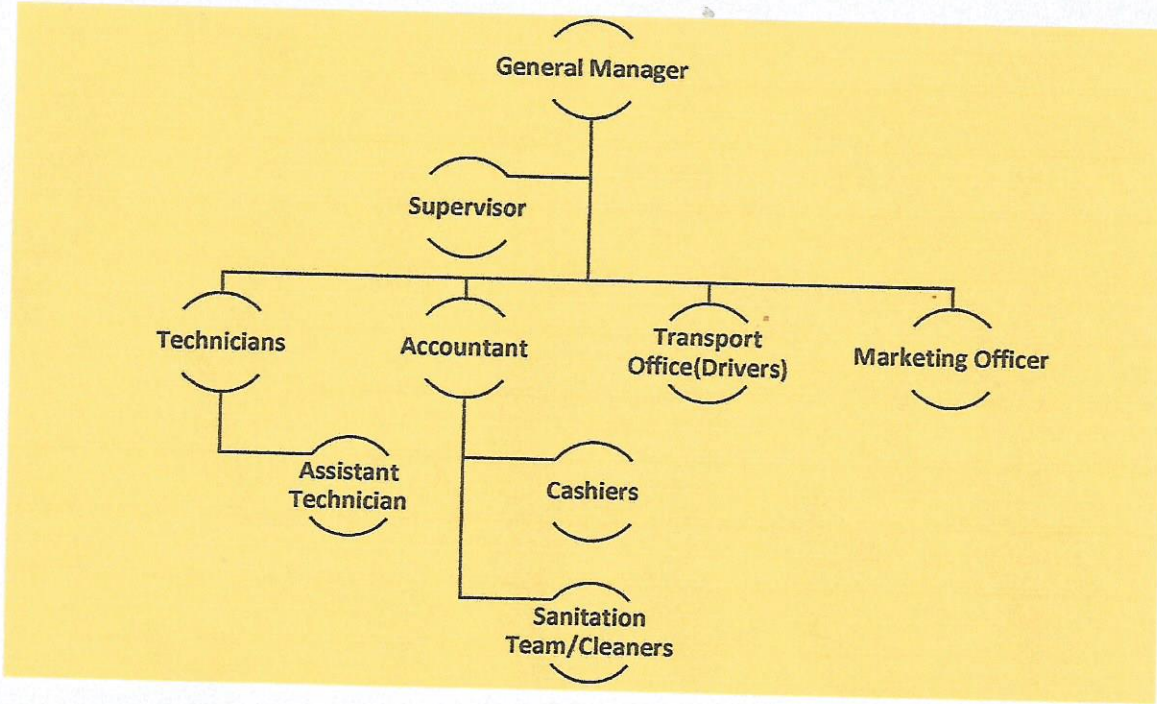 General Manager
Supervisor
Technicians
Accountant
Transport
Office(Drivers)
Marketing Officer
Assistant
Technician
Cashiers
Sanitation
Team/Cleaners